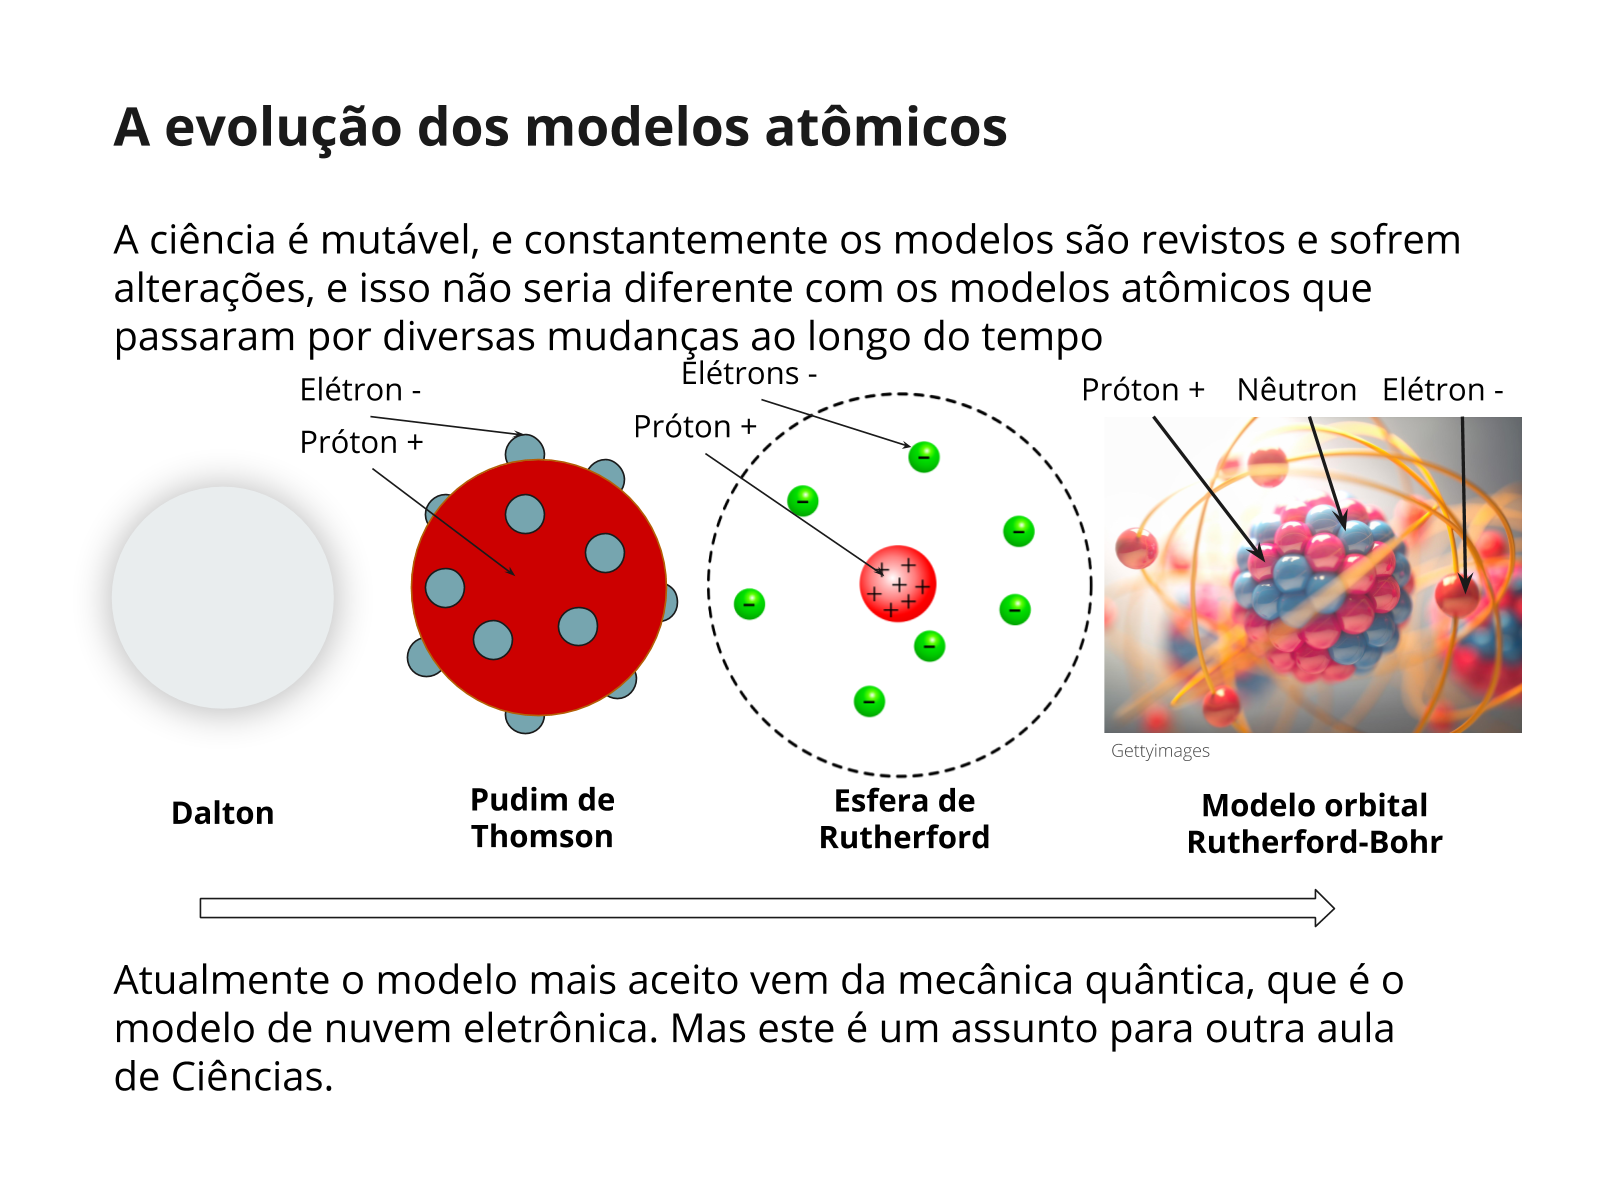 A evolução dos modelos atômicos
A ciência é mutável, e constantemente os modelos são revistos e sofrem
alterações, e isso não seria diferente com os modelos atômicos que
passaram por diversas mudanças ao longo do tempo
Elétron -
Próton +
Elétrons -
Próton +
Próton +
Nêutron
Elétron -
Gettyimages
Dalton
Pudim de
Thomson
Esfera de
Rutherford
Modelo orbital
Rutherford-Bohr
Atualmente o modelo mais aceito vem da mecânica quântica, que é o
modelo de nuvem eletrônica. Mas este é um assunto para outra aula
de Ciências.